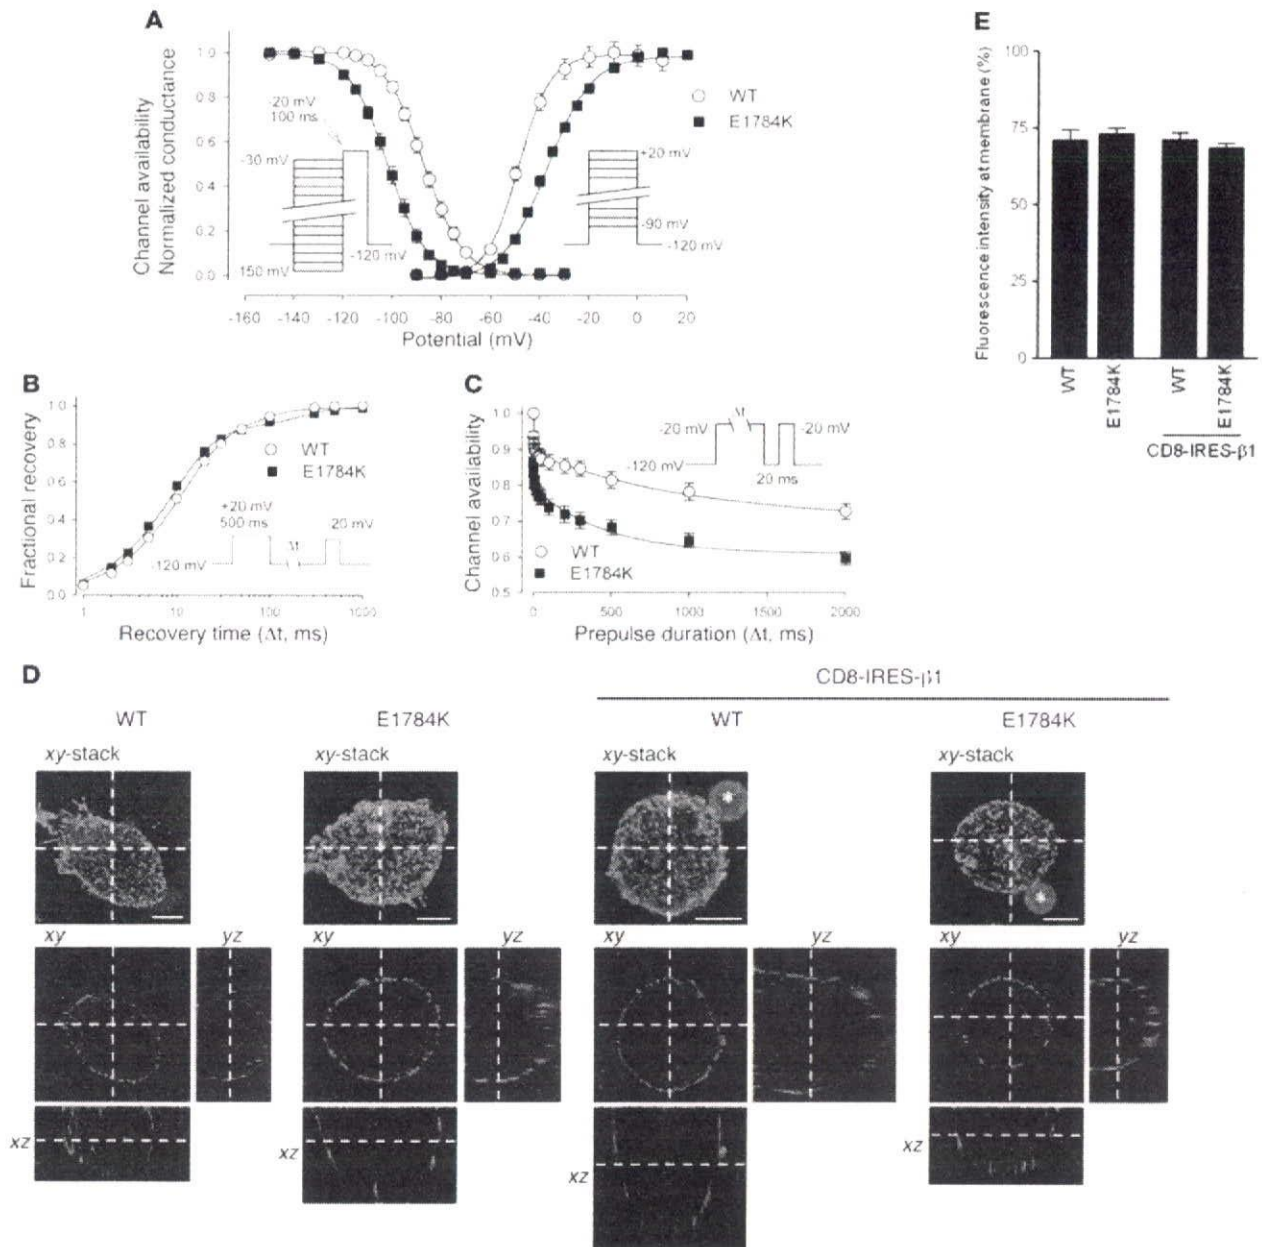 A
Channel availability
Normalized conductance
1.0
0.8
0.6
0.4
0.2
0.0
-20 mV
100 ms
-30 mV
150 mV
-120 mV
WT
E1784K
+20 mV
-90 mV
-120 mV
-160 -140 -120 -100 -80 -60 -40 -20 0 20
Potential (mV)
E
Fluorescence intensity at membrane (%)
100
75
50
25
0
WT
E1784K
WT
E1784K
CD8-IRES-β1
B
Fractional recovery
1.0
0.8
0.6
0.4
0.2
0.0
WT
E1784K
+20 mV
500 ms
20 mV
-120 mV
Δt
1 10 100 1000
Recovery time (Δt, ms)
C
Channel availability
1.0
0.9
0.8
0.7
0.6
0.5
-20 mV
Δt
-20 mV
-120 mV
20 ms
WT
E1784K
0 500 1000 1500 2000
Prepulse duration (Δt, ms)
D
CD8-IRES-β1
WT
E1784K
WT
E1784K
xy-stack
xy-stack
xy-stack
xy-stack
*
*
xy
yz
xy
yz
xy
yz
xy
yz
xz
xz
xz
xz